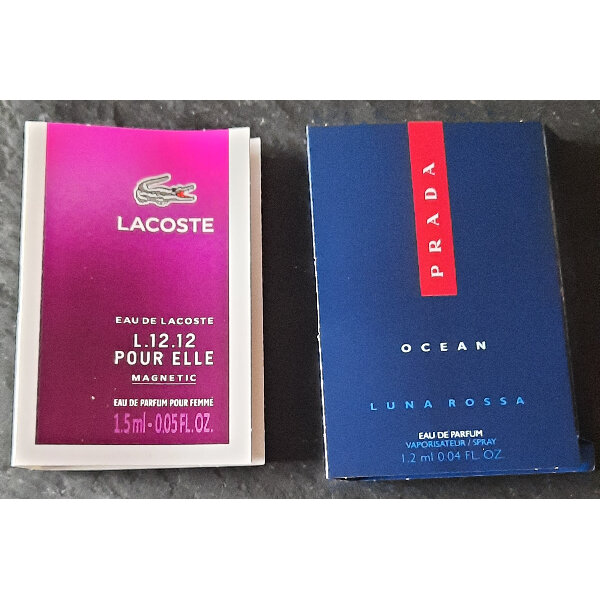 LACOSTE
EAU DE LACOSTE
L.12.12
POUR ELLE
MAGNETIC
EAU DE PARFUM POUR FEMME
1.5 ml - 0.05 FL. OZ.
PRADA
OCEAN
LUNA ROSSA
EAU DE PARFUM
VAPORISATEUR / SPRAY
1.2 ml 0.04 FL. OZ